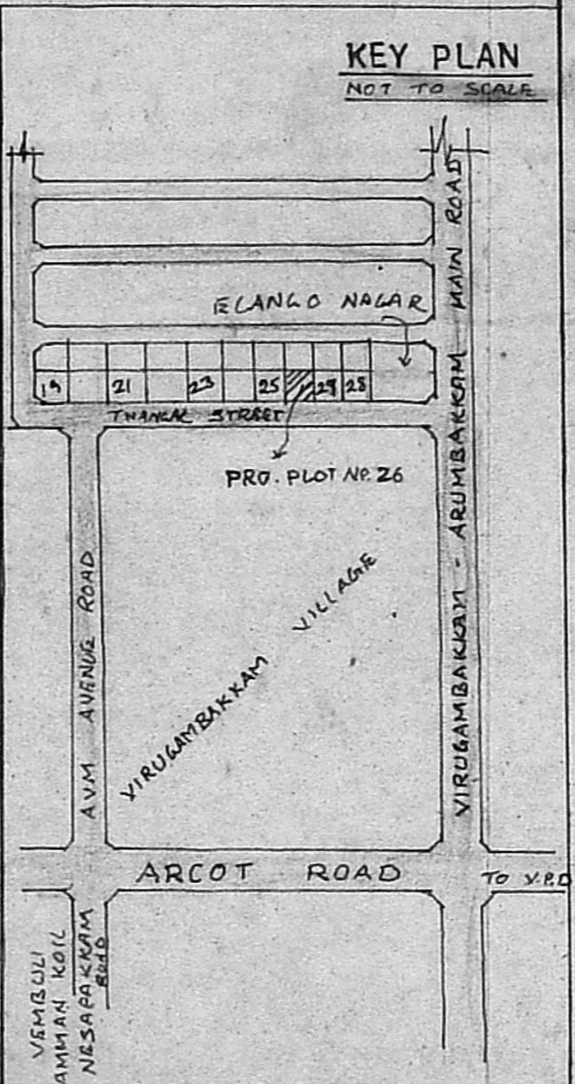 KEY PLAN
NOT TO SCALE
ELANGO NAGAR
19 21 23 25 29 28
THANGAL STREET
PRO. PLOT NO. 26
VIRUGAMBAKKAM - ARUMBAKKAM MAIN ROAD
VIRUGAMBAKKAM VILLAGE
AVM AVENUE ROAD
ARCOT ROAD
TO V.P.D
VEMBULI
AMMAN KOIL
NESAPAKKAM
ROAD